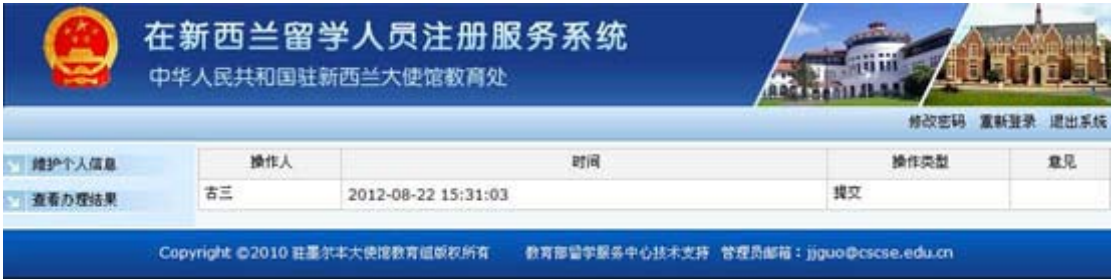 在新西兰留学人员注册服务系统
中华人民共和国驻新西兰大使馆教育处
修改密码 重新登录 退出系统
维护个人信息
查看办理结果
操作人 时间 操作类型 意见
古三 2012-08-22 15:31:03 提交
Copyright ©2010 驻墨尔本大使馆教育组版权所有 教育部留学服务中心技术支持 管理员邮箱：jjguo@cscse.edu.cn